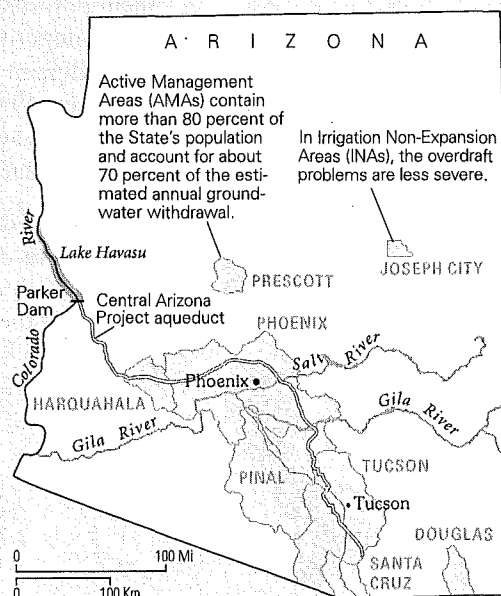 ARIZONA
Active Management
Areas (AMAs) contain
more than 80 percent of
the State's population
and account for about
70 percent of the esti-
mated annual ground-
water withdrawal.
In Irrigation Non-Expansion
Areas (INAs), the overdraft
problems are less severe.
River
Lake Havasu
PRESCOTT
JOSEPH CITY
Parker
Dam
Central Arizona
Project aqueduct
PHOENIX
Colorado
Salt River
Phoenix
HARQUAHALA
Gila River
Gila River
PINAL
TUCSON
Tucson
DOUGLAS
SANTA
CRUZ
0 100 Mi
0 100 Km